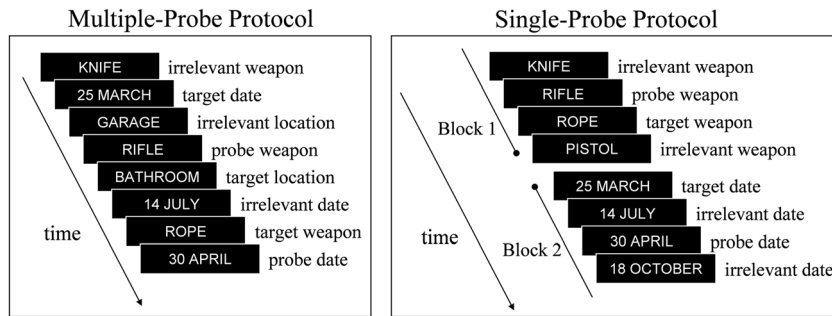 Multiple-Probe Protocol
KNIFE irrelevant weapon
25 MARCH target date
GARAGE irrelevant location
RIFLE probe weapon
BATHROOM target location
14 JULY irrelevant date
ROPE target weapon
30 APRIL probe date
time
Single-Probe Protocol
KNIFE irrelevant weapon
RIFLE probe weapon
ROPE target weapon
PISTOL irrelevant weapon
Block 1
25 MARCH target date
14 JULY irrelevant date
30 APRIL probe date
18 OCTOBER irrelevant date
Block 2
time